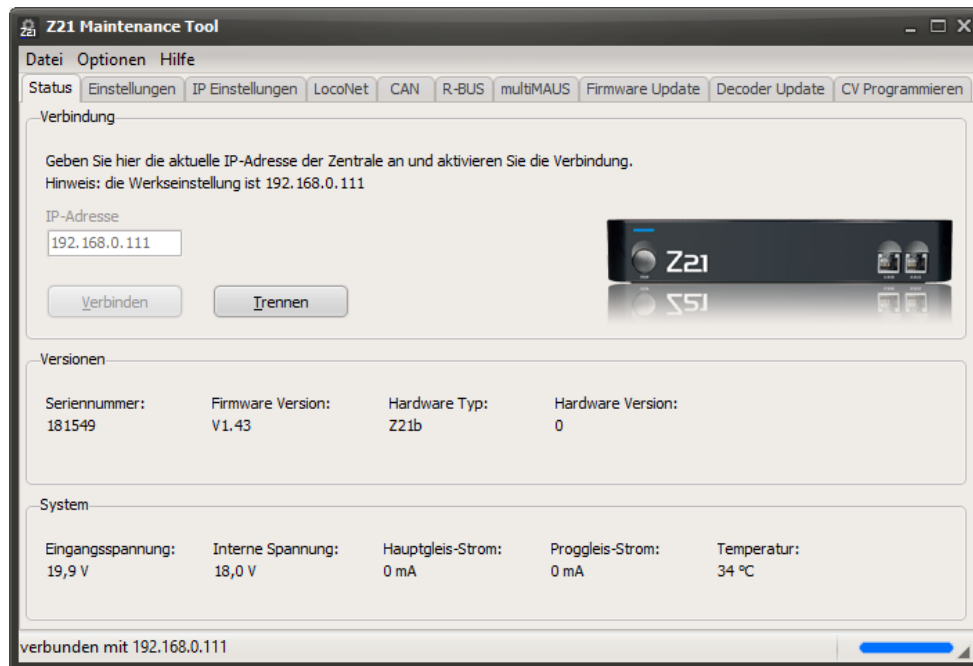 Z21 Maintenance Tool
Datei Optionen Hilfe
Status Einstellungen IP Einstellungen LocoNet CAN R-BUS multiMAUS Firmware Update Decoder Update CV Programmieren
Verbindung
Geben Sie hier die aktuelle IP-Adresse der Zentrale an und aktivieren Sie die Verbindung.
Hinweis: die Werkseinstellung ist 192.168.0.111
IP-Adresse
192.168.0.111
Z21
Verbinden Trennen
Versionen
Seriennummer: Firmware Version: Hardware Typ: Hardware Version:
181549 V1.43 Z21b 0
System
Eingangsspannung: Interne Spannung: Hauptgleis-Strom: Proggleis-Strom: Temperatur:
19,9 V 18,0 V 0 mA 0 mA 34 °C
verbunden mit 192.168.0.111